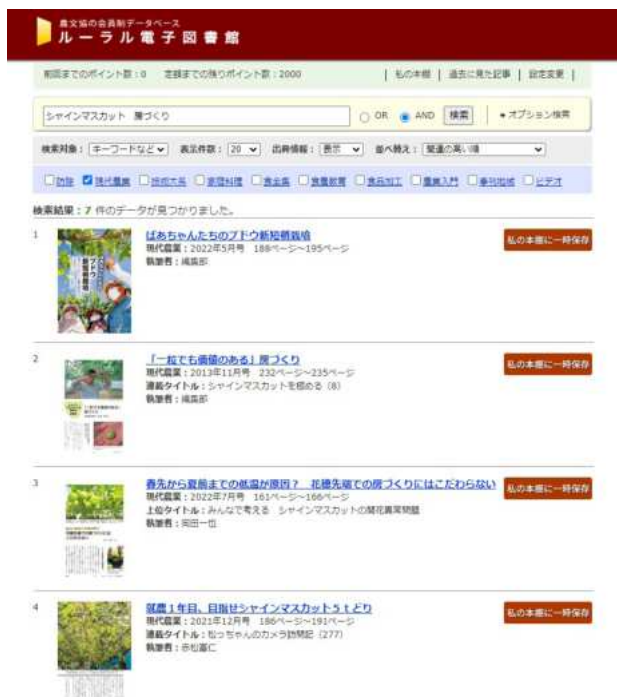 農文協の会員制データベース
ルーラル電子図書館
前回までのポイント数：0 定額までの残りポイント数：2000 | 私の本棚 | 過去に見た記事 | 設定変更 |
シャインマスカット 房づくり OR AND 検索 オプション検索
検索対象： キーワードなど 表示件数： 20 出荷情報： 表示 並べ替え： 関連の高い順
防除 現代農業 技術大系 家庭料理 食全集 食農教育 食品加工 農業入門 季刊地域 ビデオ
検索結果：7 件のデータが見つかりました。
1 ばあちゃんたちのブドウ新短梢栽培 私の本棚に一時保存
現代農業：2022年5月号 188ページ～195ページ
執筆者：編集部
2 「一粒でも価値のある」房づくり 私の本棚に一時保存
現代農業：2013年11月号 232ページ～235ページ
連載タイトル：シャインマスカットを極める（8）
執筆者：編集部
3 春先から夏前までの低温が原因？ 花穂先端での房づくりにはこだわらない 私の本棚に一時保存
現代農業：2022年7月号 161ページ～166ページ
上位タイトル：みんなで考える シャインマスカットの開花異常問題
執筆者：岡田一也
4 就農１年目、目指せシャインマスカット５ｔどり 私の本棚に一時保存
現代農業：2021年12月号 186ページ～191ページ
連載タイトル：松っちゃんのカメラ訪問記（277）
執筆者：赤松富仁